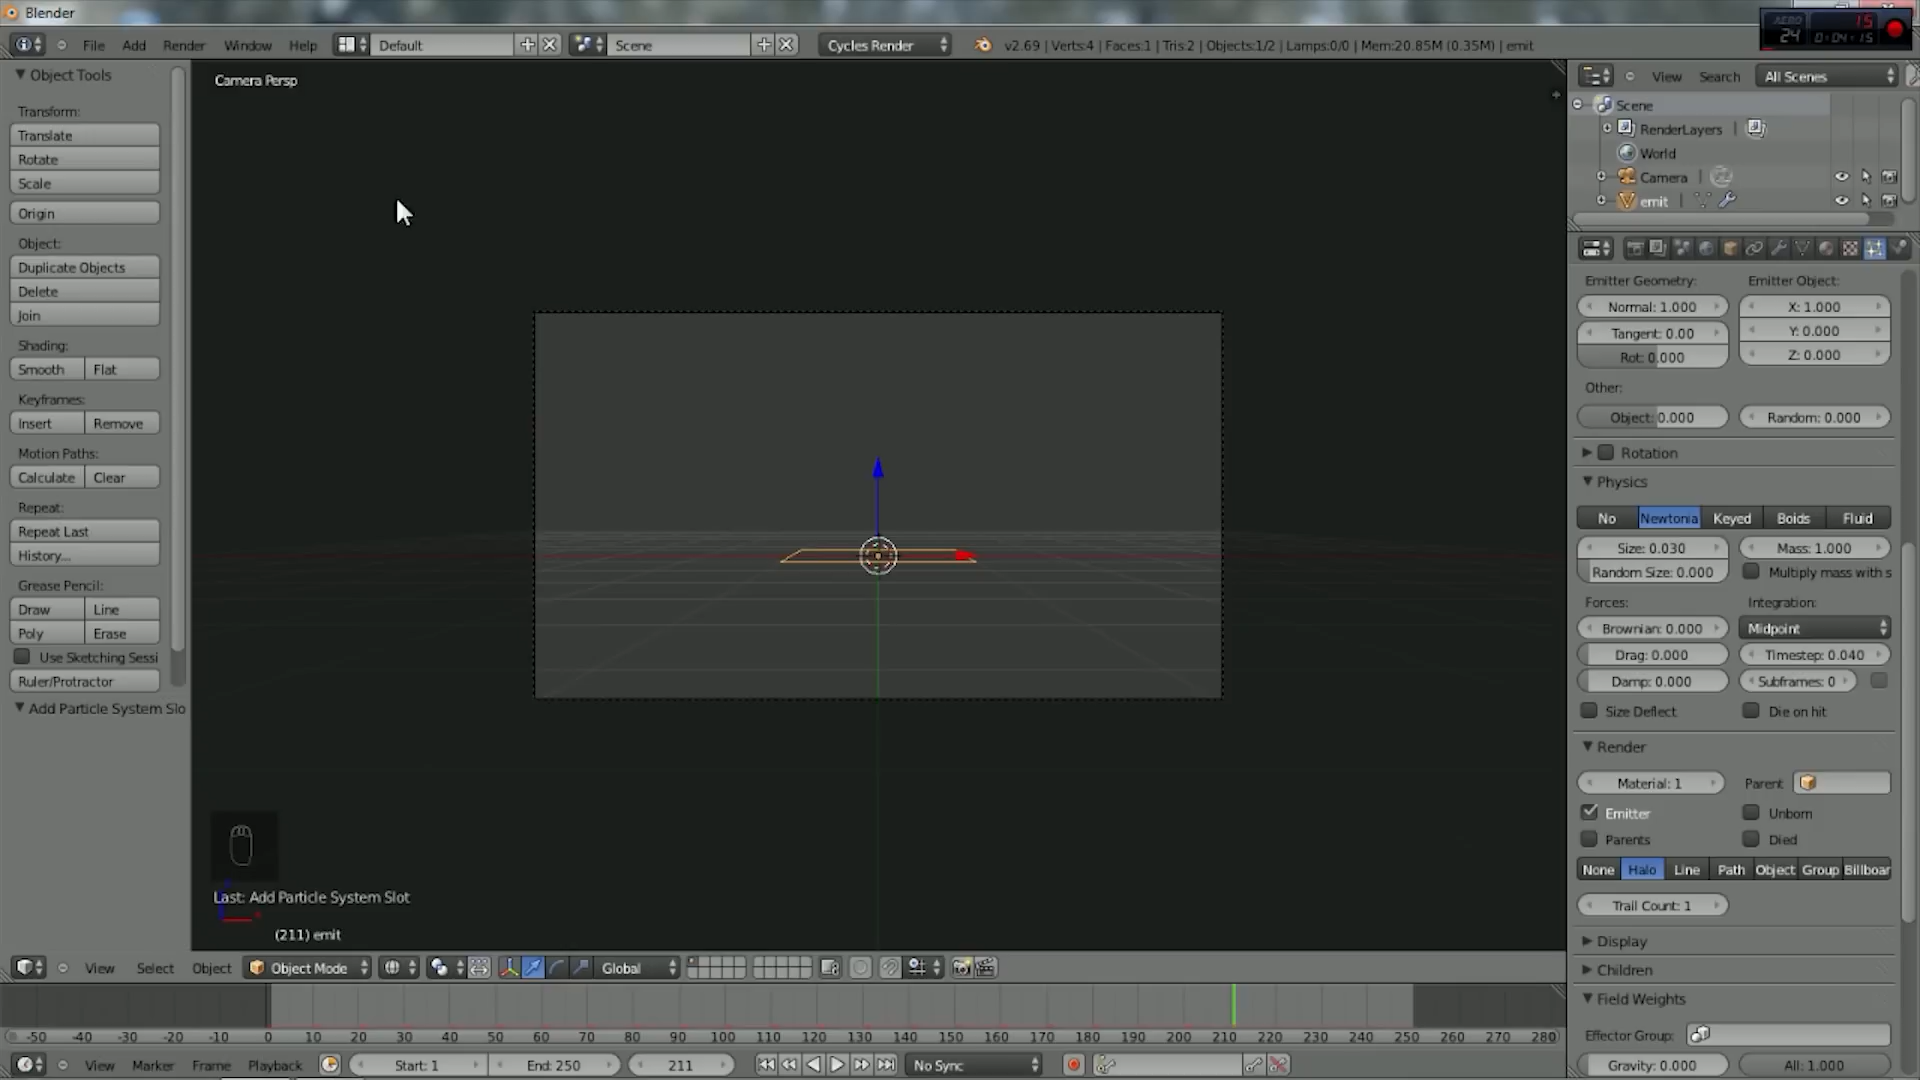 Blender
File Add Render Window Help Default Scene Cycles Render v2.69 | Verts:4 | Faces:1 | Tris:2 | Objects:1/2 | Lamps:0/0 | Mem:20.85M (0.35M) | emit
AERO 24 15 0:04:15
Object Tools
Transform:
Translate
Rotate
Scale
Origin
Object:
Duplicate Objects
Delete
Join
Shading:
Smooth Flat
Keyframes:
Insert Remove
Motion Paths:
Calculate Clear
Repeat:
Repeat Last
History...
Grease Pencil:
Draw Line
Poly Erase
Use Sketching Sessi
Ruler/Protractor
Add Particle System Slo
Camera Persp
Last: Add Particle System Slot
(211) emit
View Search All Scenes
Scene
RenderLayers |
World
Camera |
emit |
Emitter Geometry: Emitter Object:
Normal: 1.000 X: 1.000
Tangent: 0.00 Y: 0.000
Rot: 0.000 Z: 0.000
Other:
Object: 0.000 Random: 0.000
Rotation
Physics
No Newtonia Keyed Boids Fluid
Size: 0.030 Mass: 1.000
Random Size: 0.000 Multiply mass with s
Forces: Integration:
Brownian: 0.000 Midpoint
Drag: 0.000 Timestep: 0.040
Damp: 0.000 Subframes: 0
Size Deflect Die on hit
Render
Material: 1 Parent
Emitter Unborn
Parents Died
None Halo Line Path Object Group Billboar
Trail Count: 1
Display
Children
Field Weights
Effector Group:
Gravity: 0.000 All: 1.000
View Select Object Object Mode Global
-50 -40 -30 -20 -10 0 10 20 30 40 50 60 70 80 90 100 110 120 130 140 150 160 170 180 190 200 210 220 230 240 250 260 270 280
View Marker Frame Playback Start: 1 End: 250 211 No Sync